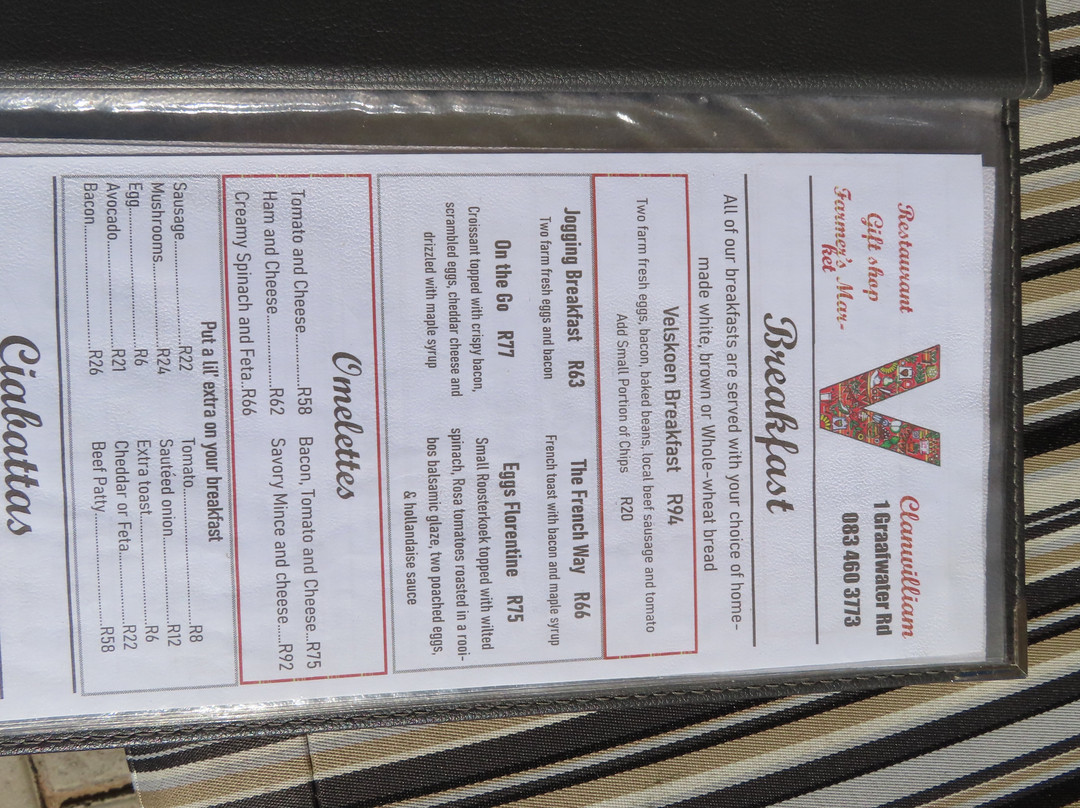 Restaurant
Gift shop
Farmer's Mar-
ket
V
Clanwilliam
1 Graafwater Rd
083 460 3773
Breakfast
All of our breakfasts are served with your choice of home-
made white, brown or Whole-wheat bread
Velskoen Breakfast R94
Two farm fresh eggs, bacon, baked beans, local beef sausage and tomato
Add Small Portion of Chips R20
Jogging Breakfast R63
Two farm fresh eggs and bacon
On the Go R77
Croissant topped with crispy bacon,
scrambled eggs, cheddar cheese and
drizzled with maple syrup
The French Way R66
French toast with bacon and maple syrup
Eggs Florentine R75
Small Roosterkoek topped with wilted
spinach, Rosa tomatoes roasted in a rooi-
bos balsamic glaze, two poached eggs,
& hollandaise sauce
Omelettes
Tomato and Cheese..............R58
Ham and Cheese...................R62
Creamy Spinach and Feta..R66
Bacon, Tomato and Cheese...R75
Savory Mince and cheese.....R92
Put a lil' extra on your breakfast
Sausage..........................R22
Mushrooms.....................R24
Egg...................................R6
Avocado..........................R21
Bacon..............................R26
Tomato..............................R8
Sautéed onion..................R12
Extra toast.......................R6
Cheddar or Feta..............R22
Beef Patty........................R58
Ciabattas